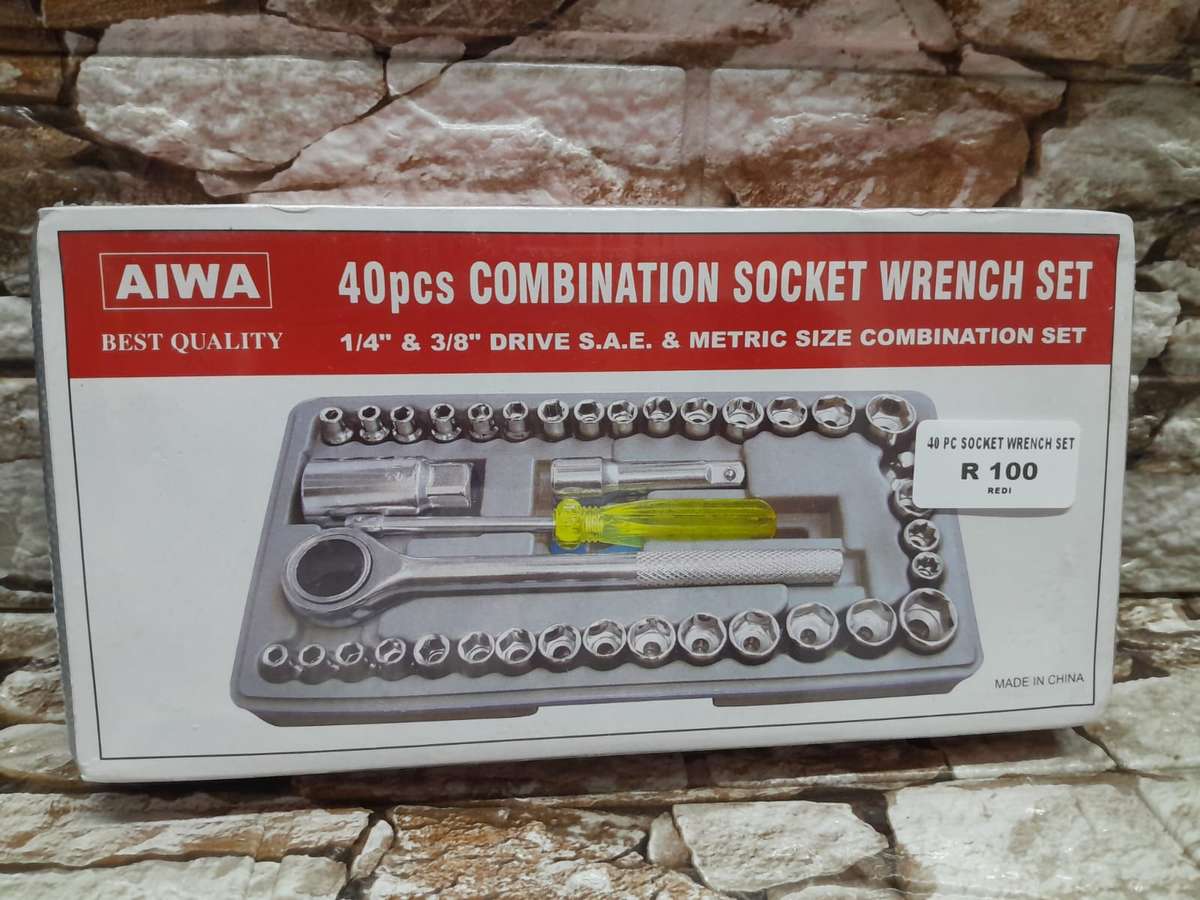 AIWA
BEST QUALITY
40pcs COMBINATION SOCKET WRENCH SET
1/4" & 3/8" DRIVE S.A.E. & METRIC SIZE COMBINATION SET
40 PC SOCKET WRENCH SET
R 100
REDI
MADE IN CHINA